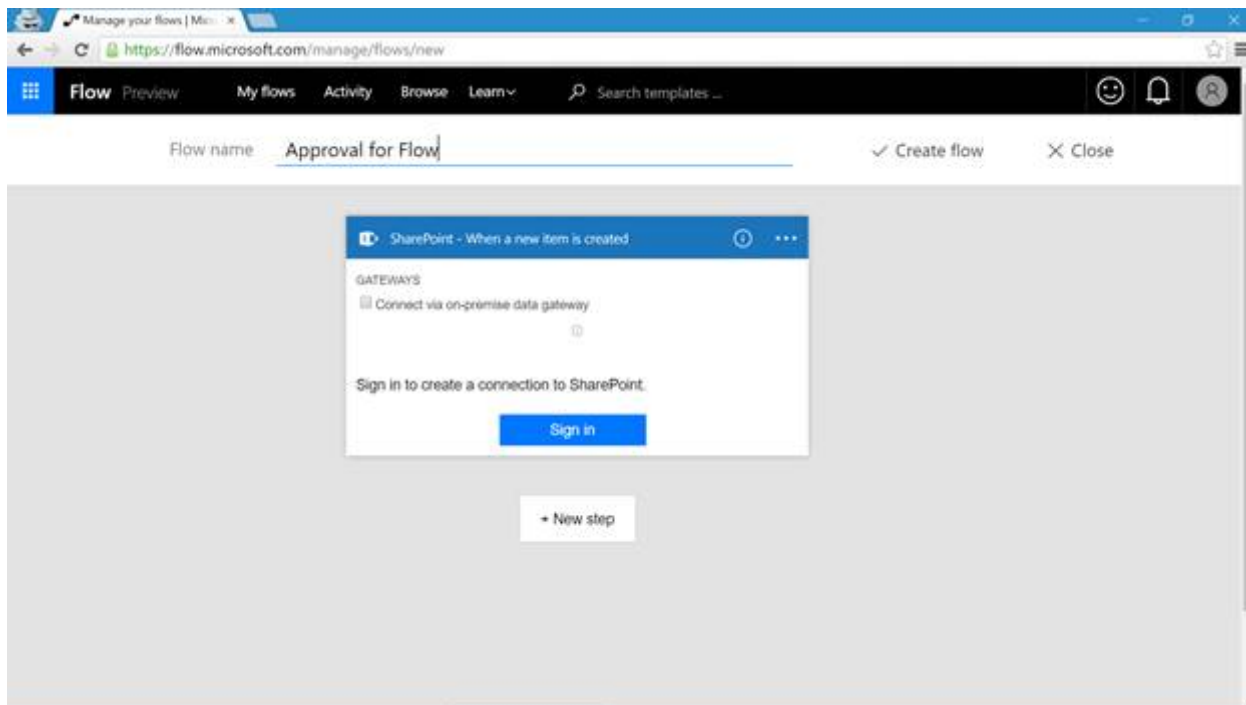 Manage your flows | Mic
https://flow.microsoft.com/manage/flows/new
Flow Preview My flows Activity Browse Learn Search templates ...
Flow name Approval for Flow Create flow Close
SharePoint - When a new item is created
GATEWAYS
Connect via on-premise data gateway
Sign in to create a connection to SharePoint.
Sign in
+ New step